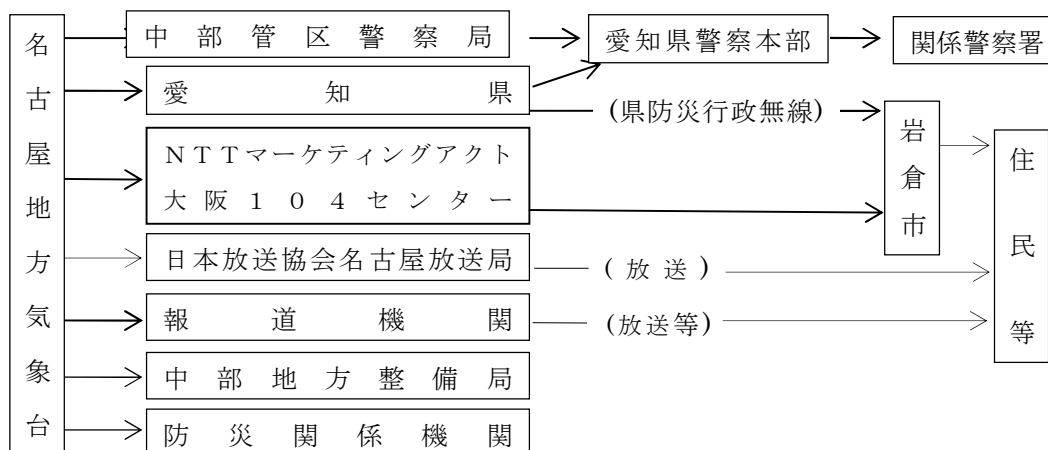 名古屋地方気象台
中部管区警察局
愛知県警察本部
関係警察署
愛知県
(県防災行政無線)
岩倉市
住民等
ＮＴＴマーケティングアクト
大阪１０４センター
日本放送協会名古屋放送局
(放送)
報道機関
(放送等)
中部地方整備局
防災関係機関